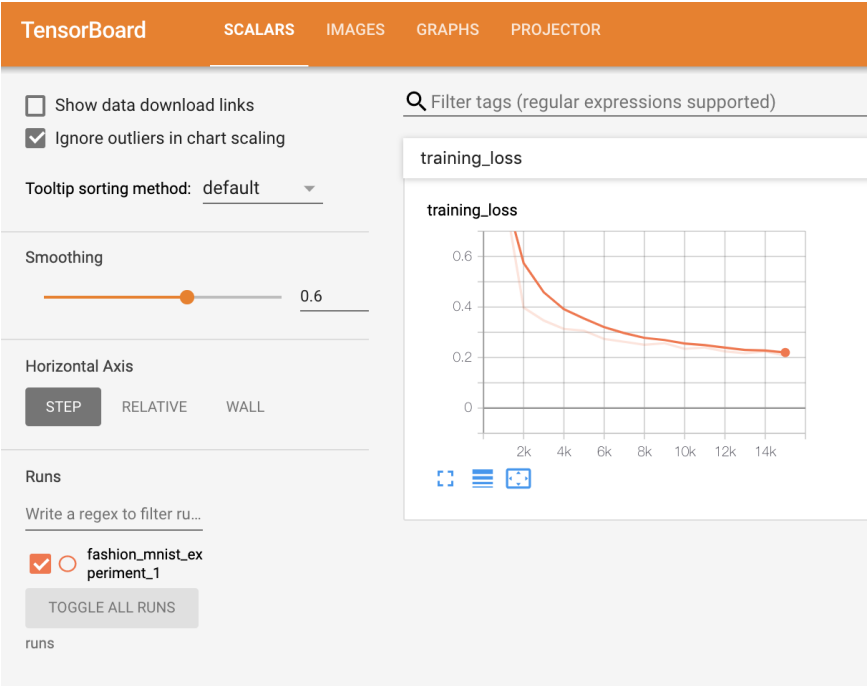 TensorBoard SCALARS IMAGES GRAPHS PROJECTOR
Show data download links
Ignore outliers in chart scaling
Tooltip sorting method: default
Smoothing
0.6
Horizontal Axis
STEP RELATIVE WALL
Runs
Write a regex to filter ru...
fashion_mnist_ex
periment_1
TOGGLE ALL RUNS
runs
Filter tags (regular expressions supported)
training_loss
training_loss
0.6
0.4
0.2
0
2k 4k 6k 8k 10k 12k 14k